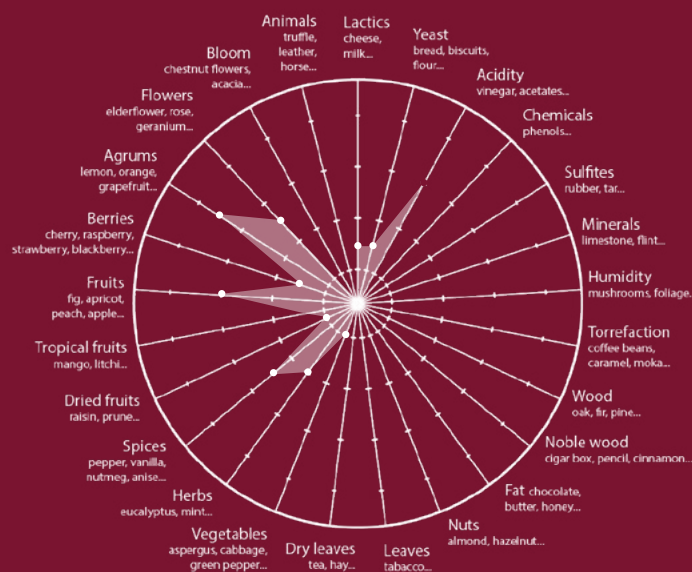 Lactics
cheese,
milk...
Yeast
bread, biscuits,
flour...
Acidity
vinegar, acetates...
Chemicals
phenols...
Sulfites
rubber, tar...
Minerals
limestone, flint...
Humidity
mushrooms, foliage...
Torrefaction
coffee beans,
caramel, moka...
Wood
oak, fir, pine...
Noble wood
cigar box, pencil, cinnamon...
Fat chocolate,
butter, honey...
Nuts
almond, hazelnut...
Leaves
tabacco...
Dry leaves
tea, hay...
Vegetables
aspergus, cabbage,
green pepper...
Herbs
eucalyptus, mint...
Spices
pepper, vanilla,
nutmeg, anise...
Dried fruits
raisin, prune...
Tropical fruits
mango, litchi...
Fruits
fig, apricot,
peach, apple...
Berries
cherry, raspberry,
strawberry, blackberry...
Agrums
lemon, orange,
grapefruit...
Flowers
elderflower, rose,
geranium...
Bloom
chestnut flowers,
acacia...
Animals
truffle,
leather,
horse...